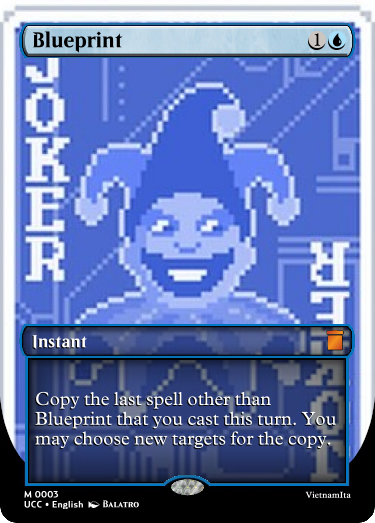 Blueprint 1
JOKER
JOKER
Instant
Copy the last spell other than
Blueprint that you cast this turn. You
may choose new targets for the copy.
M 0003
UCC • English BALATRO
VietnamIta